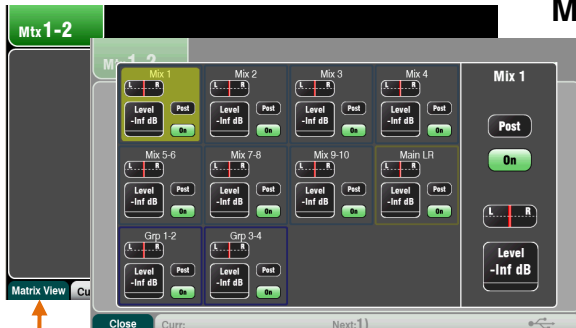 M
Mtx 1-2
Mix 1 Mix 2 Mix 3 Mix 4 Mix 1
L R L R L R L R
Level -Inf dB Post On Level -Inf dB Post On Level -Inf dB Post On Level -Inf dB Post On
Post
On
Mix 5-6 Mix 7-8 Mix 9-10 Main LR
L R L R L R L R
Level -Inf dB Post On Level -Inf dB Post On Level -Inf dB Post On Level -Inf dB Post On
L R
Grp 1-2 Grp 3-4
L R L R
Level -Inf dB Post On Level -Inf dB Post On
Level
-Inf dB
Matrix View Cu
Close Curr: Next:1)